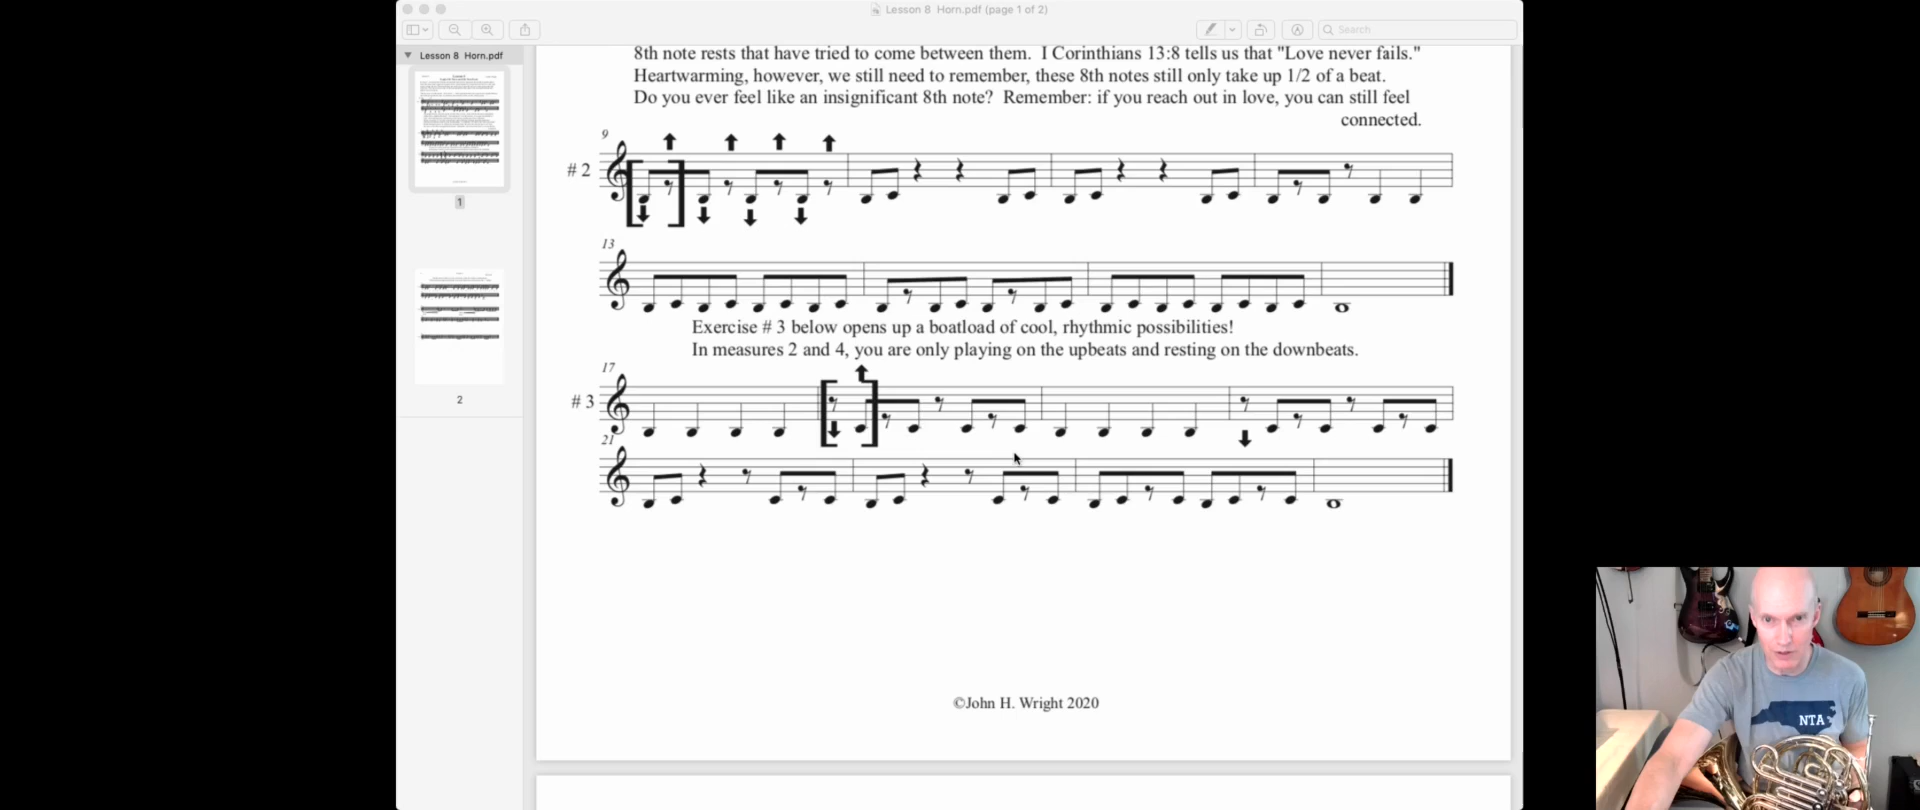 Lesson 8  Horn.pdf (page 1 of 2)
Search
Lesson 8  Horn.pdf
1
2
8th note rests that have tried to come between them.  I Corinthians 13:8 tells us that "Love never fails."
Heartwarming, however, we still need to remember, these 8th notes still only take up 1/2 of a beat.
Do you ever feel like an insignificant 8th note?  Remember: if you reach out in love, you can still feel
connected.
9
# 2
13
Exercise # 3 below opens up a boatload of cool, rhythmic possibilities!
In measures 2 and 4, you are only playing on the upbeats and resting on the downbeats.
17
# 3
21
©John H. Wright 2020
NTA